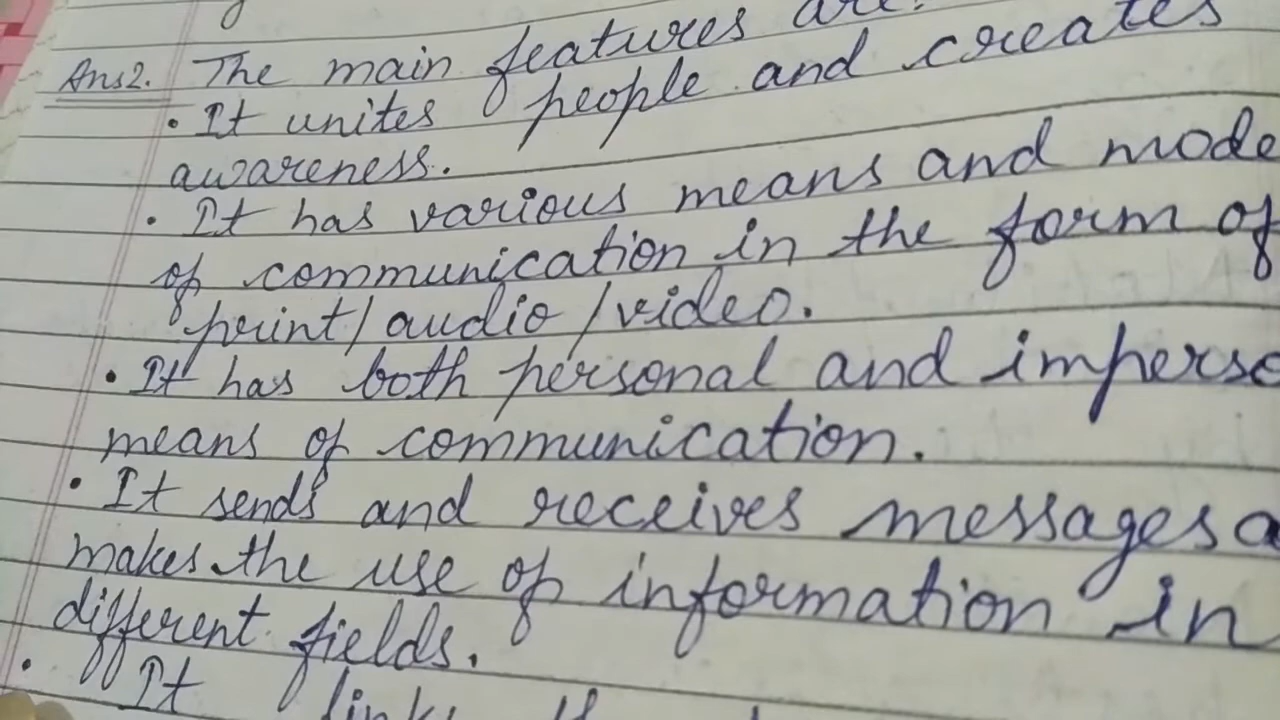 Ans2. The main features are:
• It unites people and creates
awareness.
• It has various means and mode
of communication in the form of
print/audio/video.
• It has both personal and imperso
means of communication.
• It sends and receives messages a
makes the use of information in
different fields.
• It